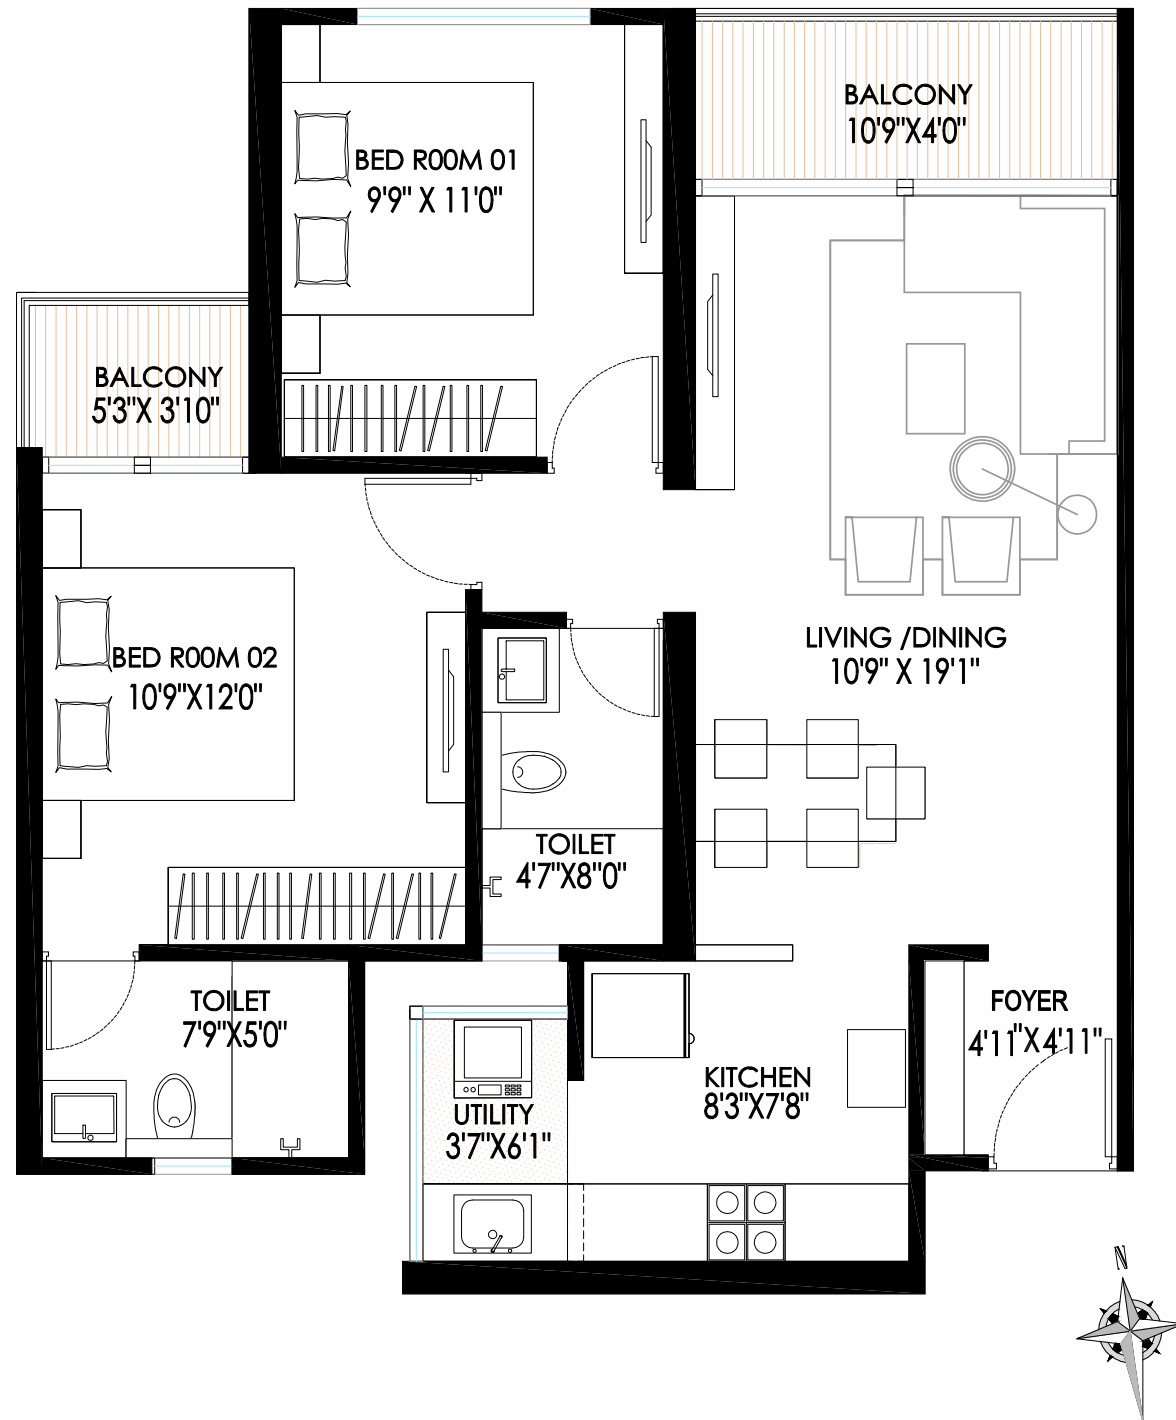 BALCONY
10'9"X4'0"
BED R00M 01
9'9" X 11'0"
BALCONY
5'3"X 3'10"
LIVING /DINING
10'9" X 19'1"
BED R00M 02
10'9"X12'0"
TOILET
4'7"X8"0"
TOILET
7'9"X5'0"
FOYER
4'11"X4'11"
KITCHEN
8'3"X7'8"
UTILITY
3'7"X6'1"
N